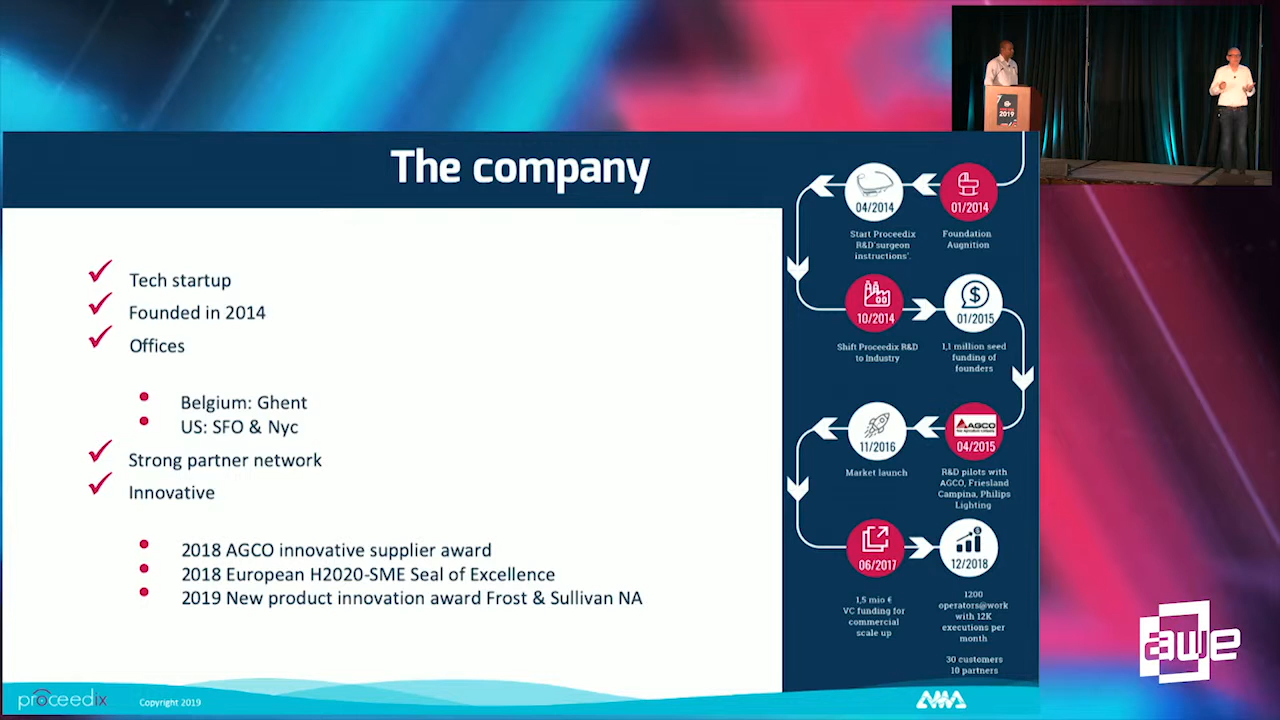 The company
Tech startup
Founded in 2014
Offices
Belgium: Ghent
US: SFO & Nyc
Strong partner network
Innovative
2018 AGCO innovative supplier award
2018 European H2020-SME Seal of Excellence
2019 New product innovation award Frost & Sullivan NA
04/2014
Start Proceedix
R&D'surgeon
instructions'.
01/2014
Foundation
Augnition
10/2014
Shift Proceedix R&D
to Industry
01/2015
1,1 million seed
funding of
founders
11/2016
Market launch
AGCO
04/2015
R&D pilots with
AGCO, Friesland
Campina, Philips
Lighting
06/2017
1,5 mio €
VC funding for
commercial
scale up
12/2018
1200
operators@work
with 12K
executions per
month
30 customers
10 partners
proceedix
Copyright 2019
AMA
awe
2019